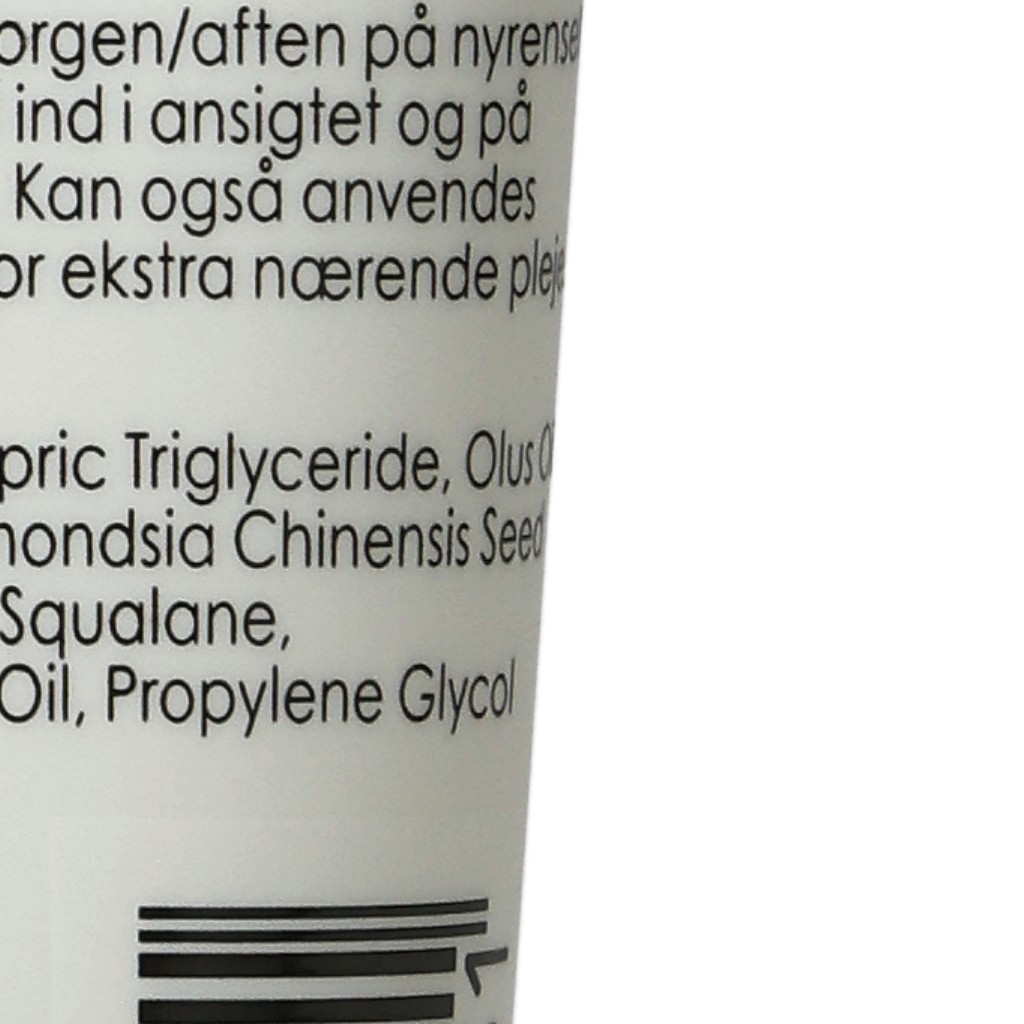 orgen/aften på nyrense
ind i ansigtet og på
Kan også anvendes
or ekstra nærende pleje
pric Triglyceride, Olus
mondsia Chinensis Seed
Squalane,
Oil, Propylene Glycol